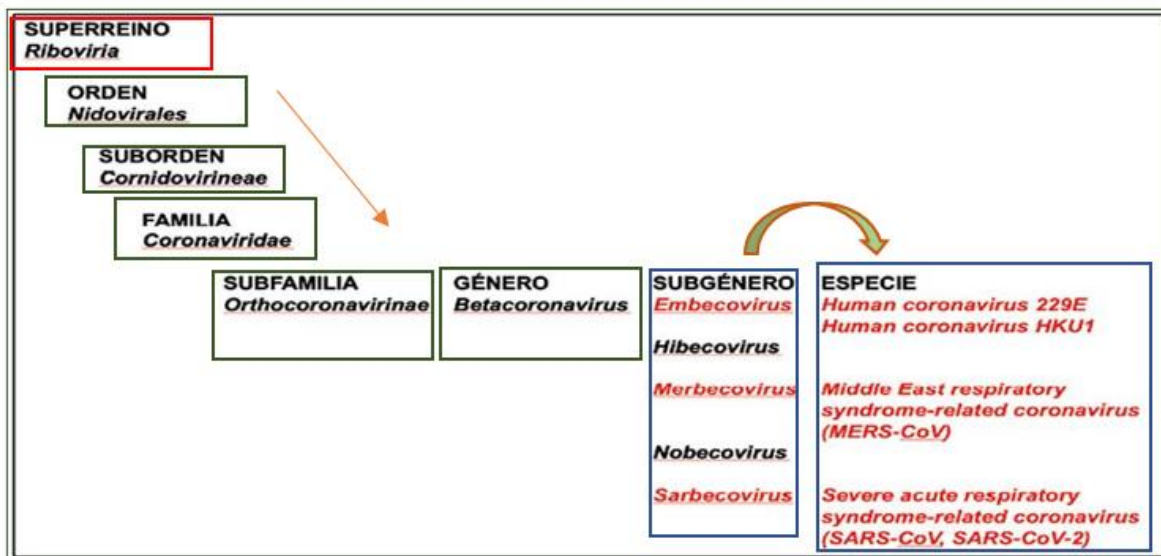 SUPERREINO
Riboviria
ORDEN
Nidovirales
SUBORDEN
Cornidovirineae
FAMILIA
Coronaviridae
SUBFAMILIA
Orthocoronavirinae
GÉNERO
Betacoronavirus
SUBGÉNERO
Embecovirus
Hibecovirus
Merbecovirus
Nobecovirus
Sarbecovirus
ESPECIE
Human coronavirus 229E
Human coronavirus HKU1
Middle East respiratory
syndrome-related coronavirus
(MERS-CoV)
Severe acute respiratory
syndrome-related coronavirus
(SARS-CoV, SARS-CoV-2)